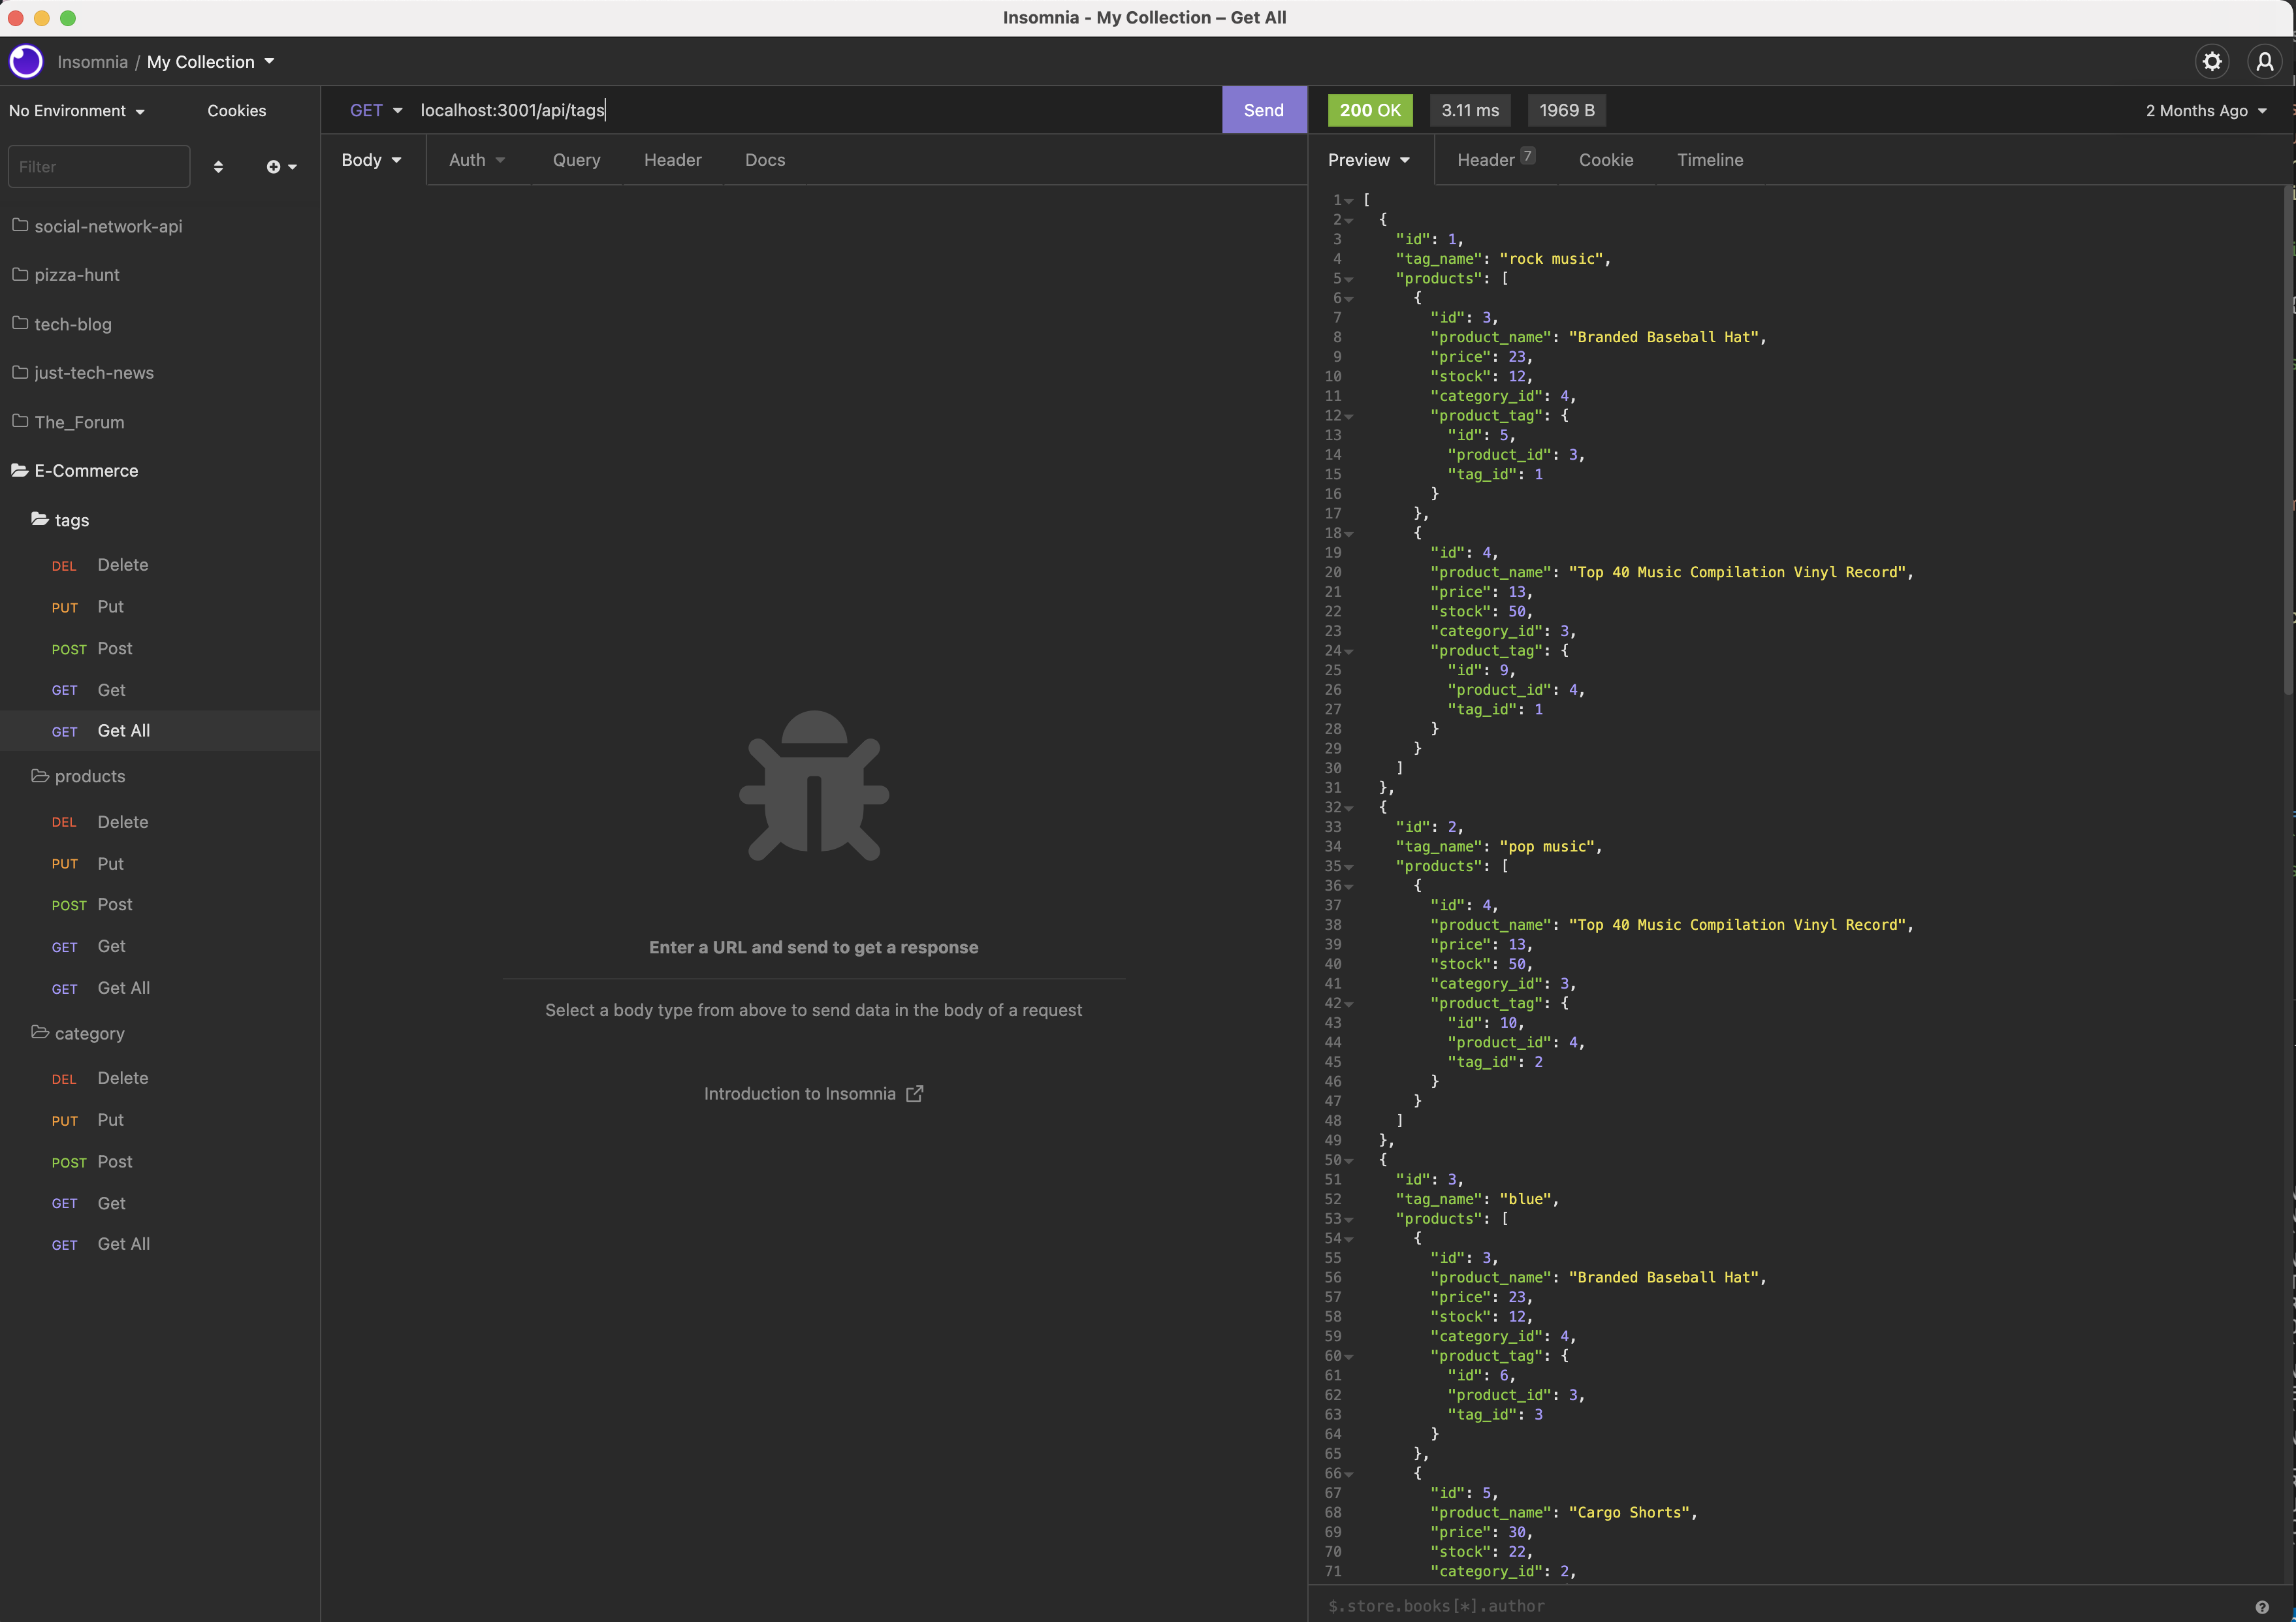 Insomnia - My Collection – Get All
Insomnia / My Collection
No Environment
Cookies
Filter
social-network-api
pizza-hunt
tech-blog
just-tech-news
The_Forum
E-Commerce
tags
DEL Delete
PUT Put
POST Post
GET Get
GET Get All
products
DEL Delete
PUT Put
POST Post
GET Get
GET Get All
category
DEL Delete
PUT Put
POST Post
GET Get
GET Get All
GET localhost:3001/api/tags
Send
Body Auth Query Header Docs
Enter a URL and send to get a response
Select a body type from above to send data in the body of a request
Introduction to Insomnia
200 OK 3.11 ms 1969 B 2 Months Ago
Preview Header 7 Cookie Timeline
1 [
2 {
3 "id": 1,
4 "tag_name": "rock music",
5 "products": [
6 {
7 "id": 3,
8 "product_name": "Branded Baseball Hat",
9 "price": 23,
10 "stock": 12,
11 "category_id": 4,
12 "product_tag": {
13 "id": 5,
14 "product_id": 3,
15 "tag_id": 1
16 }
17 },
18 {
19 "id": 4,
20 "product_name": "Top 40 Music Compilation Vinyl Record",
21 "price": 13,
22 "stock": 50,
23 "category_id": 3,
24 "product_tag": {
25 "id": 9,
26 "product_id": 4,
27 "tag_id": 1
28 }
29 }
30 ]
31 },
32 {
33 "id": 2,
34 "tag_name": "pop music",
35 "products": [
36 {
37 "id": 4,
38 "product_name": "Top 40 Music Compilation Vinyl Record",
39 "price": 13,
40 "stock": 50,
41 "category_id": 3,
42 "product_tag": {
43 "id": 10,
44 "product_id": 4,
45 "tag_id": 2
46 }
47 }
48 ]
49 },
50 {
51 "id": 3,
52 "tag_name": "blue",
53 "products": [
54 {
55 "id": 3,
56 "product_name": "Branded Baseball Hat",
57 "price": 23,
58 "stock": 12,
59 "category_id": 4,
60 "product_tag": {
61 "id": 6,
62 "product_id": 3,
63 "tag_id": 3
64 }
65 },
66 {
67 "id": 5,
68 "product_name": "Cargo Shorts",
69 "price": 30,
70 "stock": 22,
71 "category_id": 2,
$.store.books[*].author